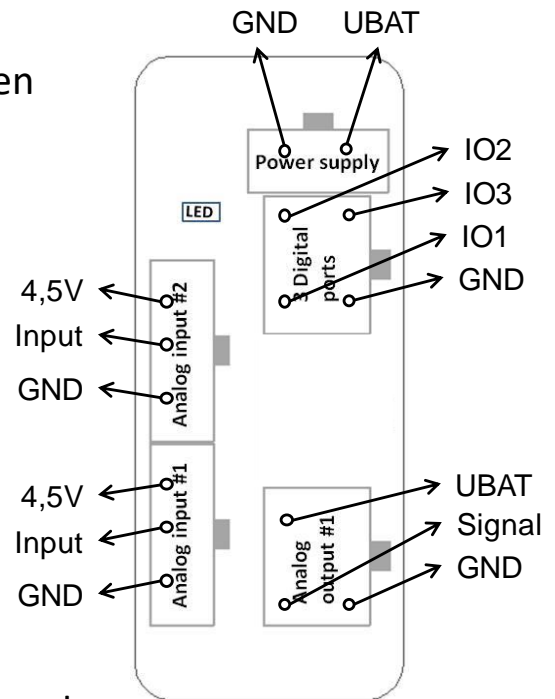 GND UBAT
en
Power supply
IO2
IO3
IO1
GND
3 Digital
ports
LED
4,5V
Input
GND
Analog input #2
4,5V
Input
GND
Analog input #1
UBAT
Signal
GND
Analog
output #1